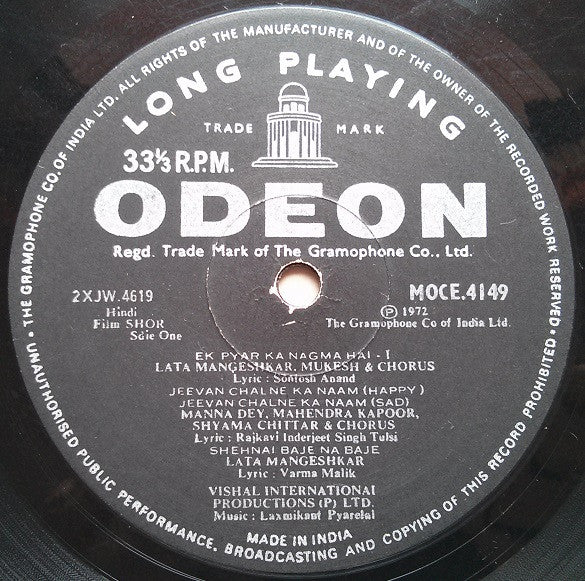 THE GRAMOPHONE CO. OF INDIA LTD. ALL RIGHTS OF THE MANUFACTURER AND OF THE OWNER OF THE RECORDED WORK RESERVED •
LONG PLAYING
TRADE MARK
33⅓ R.P.M.
ODEON
Regd. Trade Mark of The Gramophone Co., Ltd.
2XJW.4619
MOCE.4149
Hindi
Ⓟ 1972
Film SHOR
The Gramophone Co of India Ltd.
Sdie One
EK PYAR KA NAGMA HAI - I
LATA MANGESHKAR, MUKESH & CHORUS
Lyric : Sontosh Anand
JEEVAN CHALNE KA NAAM (HAPPY)
JEEVAN CHALNE KA NAAM (SAD)
MANNA DEY, MAHENDRA KAPOOR,
SHYAMA CHITTAR & CHORUS
Lyric : Rajkavi Inderjeet Singh Tulsi
SHEHNAI BAJE NA BAJE
LATA MANGESHKAR
Lyric : Varma Malik
VISHAL INTERNATIONAL
PRODUCTIONS (P) LTD.
Music : Laxmikant Pyarelal
MADE IN INDIA
UNAUTHORISED PUBLIC PERFORMANCE, BROADCASTING AND COPYING OF THIS RECORD PROHIBITED •